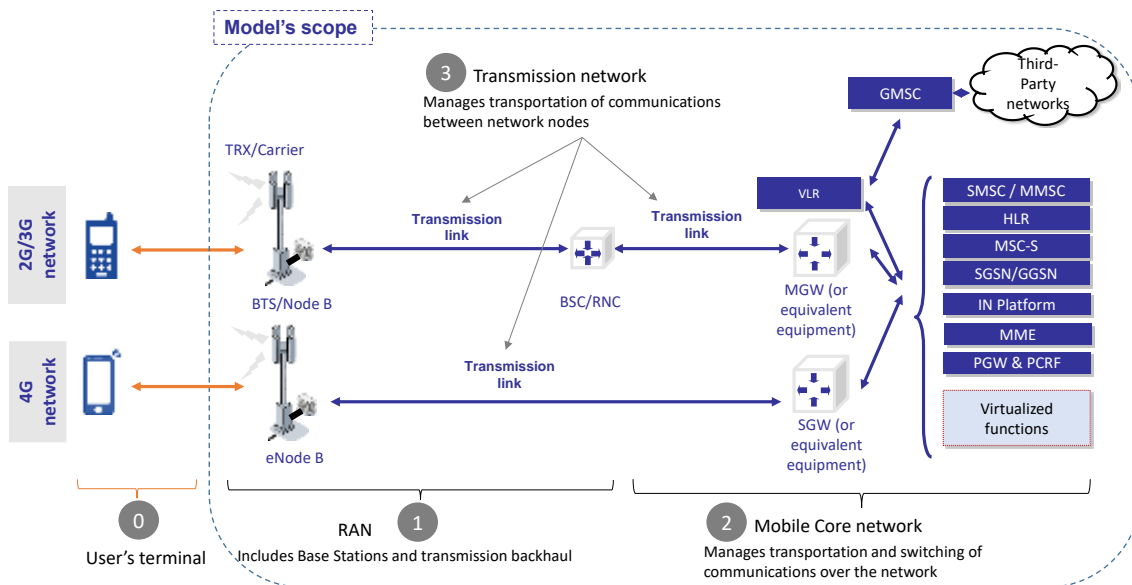 Model's scope
3
Transmission network
Manages transportation of communications
between network nodes
GMSC
Third-
Party
networks
TRX/Carrier
2G/3G
network
Transmission
link
Transmission
link
VLR
BTS/Node B
BSC/RNC
MGW (or
equivalent
equipment)
SMSC / MMSC
HLR
MSC-S
SGSN/GGSN
IN Platform
MME
PGW & PCRF
Virtualized
functions
4G
network
Transmission
link
eNode B
SGW (or
equivalent
equipment)
0
User's terminal
1
RAN
Includes Base Stations and transmission backhaul
2
Mobile Core network
Manages transportation and switching of
communications over the network